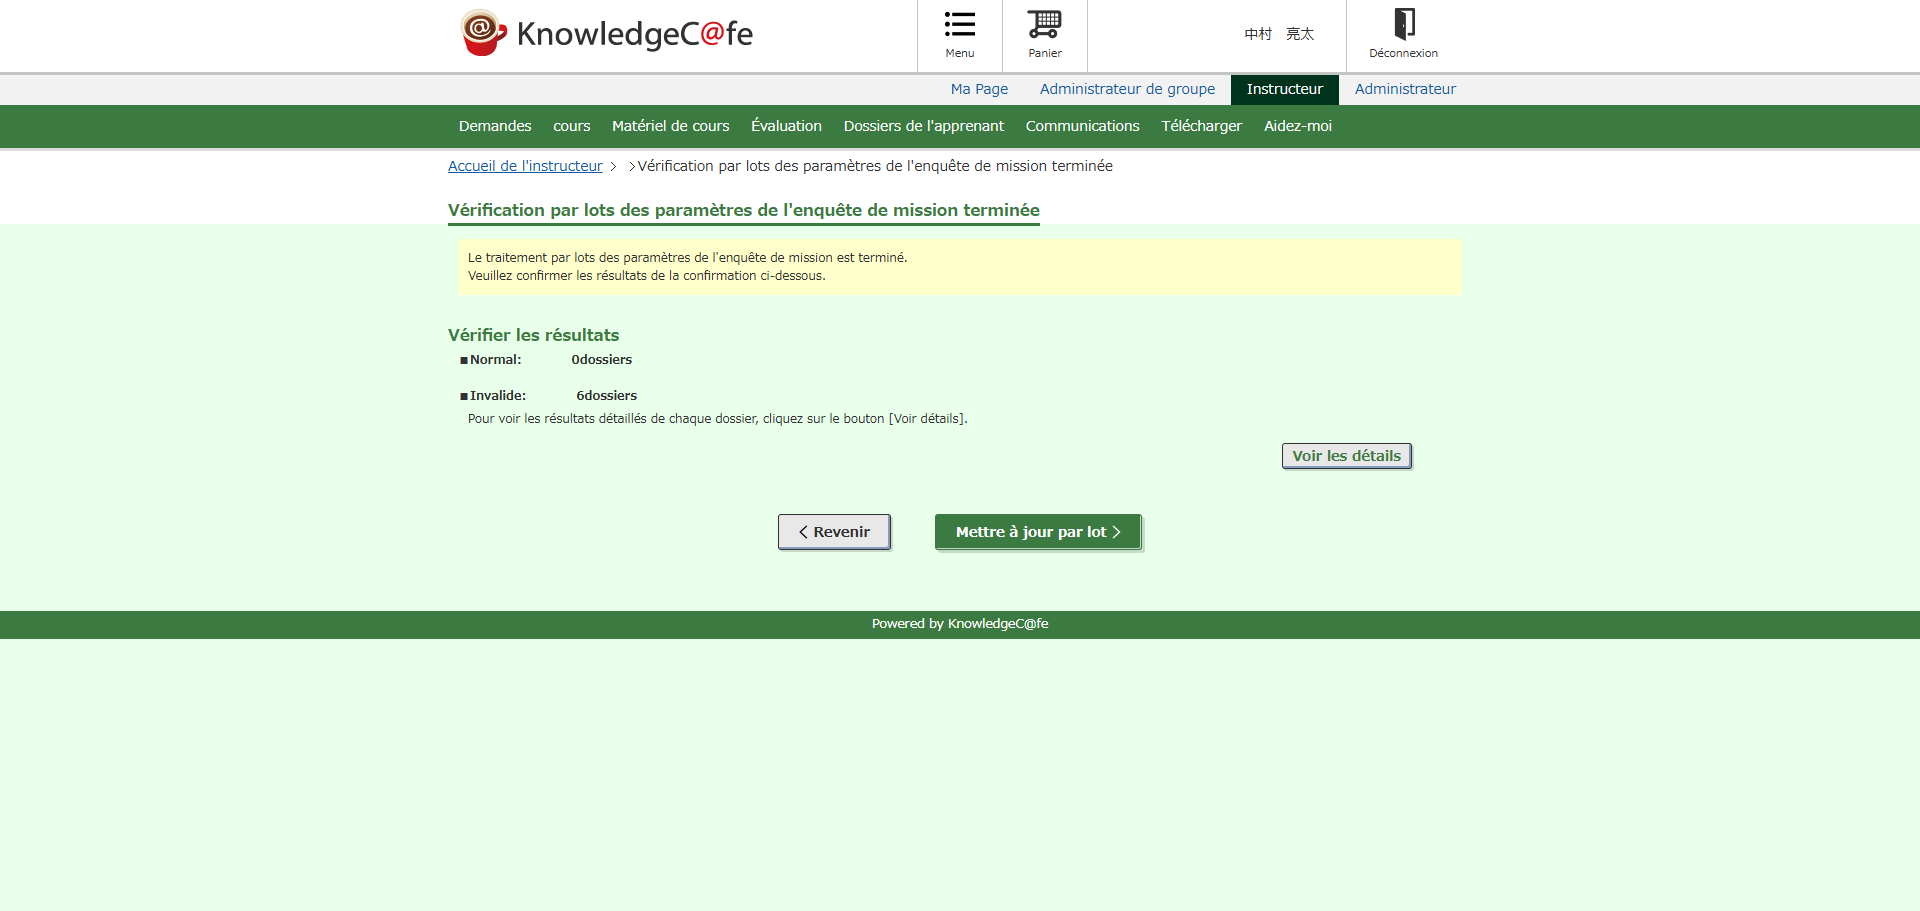 KnowledgeC@fe
Menu
Panier
中村　亮太
Déconnexion
Ma Page Administrateur de groupe Instructeur Administrateur
Demandes cours Matériel de cours Évaluation Dossiers de l'apprenant Communications Télécharger Aidez-moi
Accueil de l'instructeur > >Vérification par lots des paramètres de l'enquête de mission terminée
Vérification par lots des paramètres de l'enquête de mission terminée
Le traitement par lots des paramètres de l'enquête de mission est terminé.
Veuillez confirmer les résultats de la confirmation ci-dessous.
Vérifier les résultats
■Normal: 0dossiers
■Invalide: 6dossiers
Pour voir les résultats détaillés de chaque dossier, cliquez sur le bouton [Voir détails].
Voir les détails
< Revenir
Mettre à jour par lot >
Powered by KnowledgeC@fe